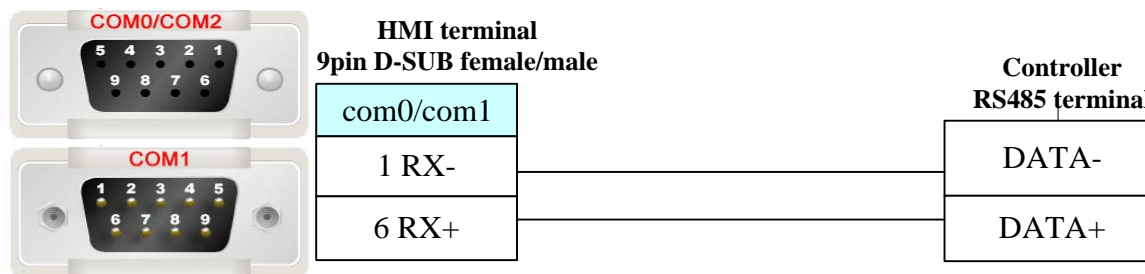 COM0/COM2
5 4 3 2 1
9 8 7 6
COM1
1 2 3 4 5
6 7 8 9
HMI terminal
9pin D-SUB female/male
com0/com1
1 RX-
6 RX+
Controller
RS485 terminal
DATA-
DATA+